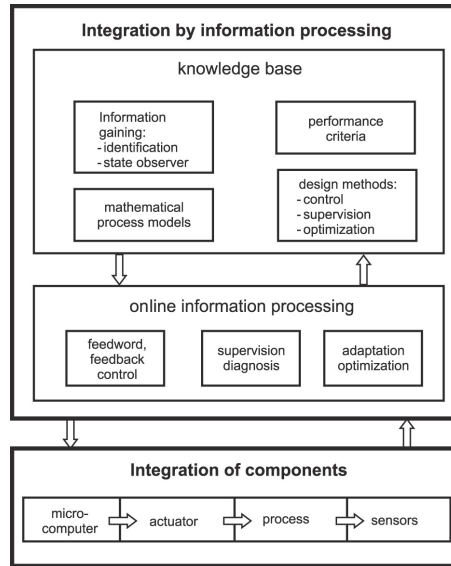 Integration by information processing
knowledge base
Information
gaining:
- identification
- state observer
performance
criteria
mathematical
process models
design methods:
- control
- supervision
- optimization
online information processing
feedword,
feedback
control
supervision
diagnosis
adaptation
optimization
Integration of components
micro-
computer
actuator
process
sensors